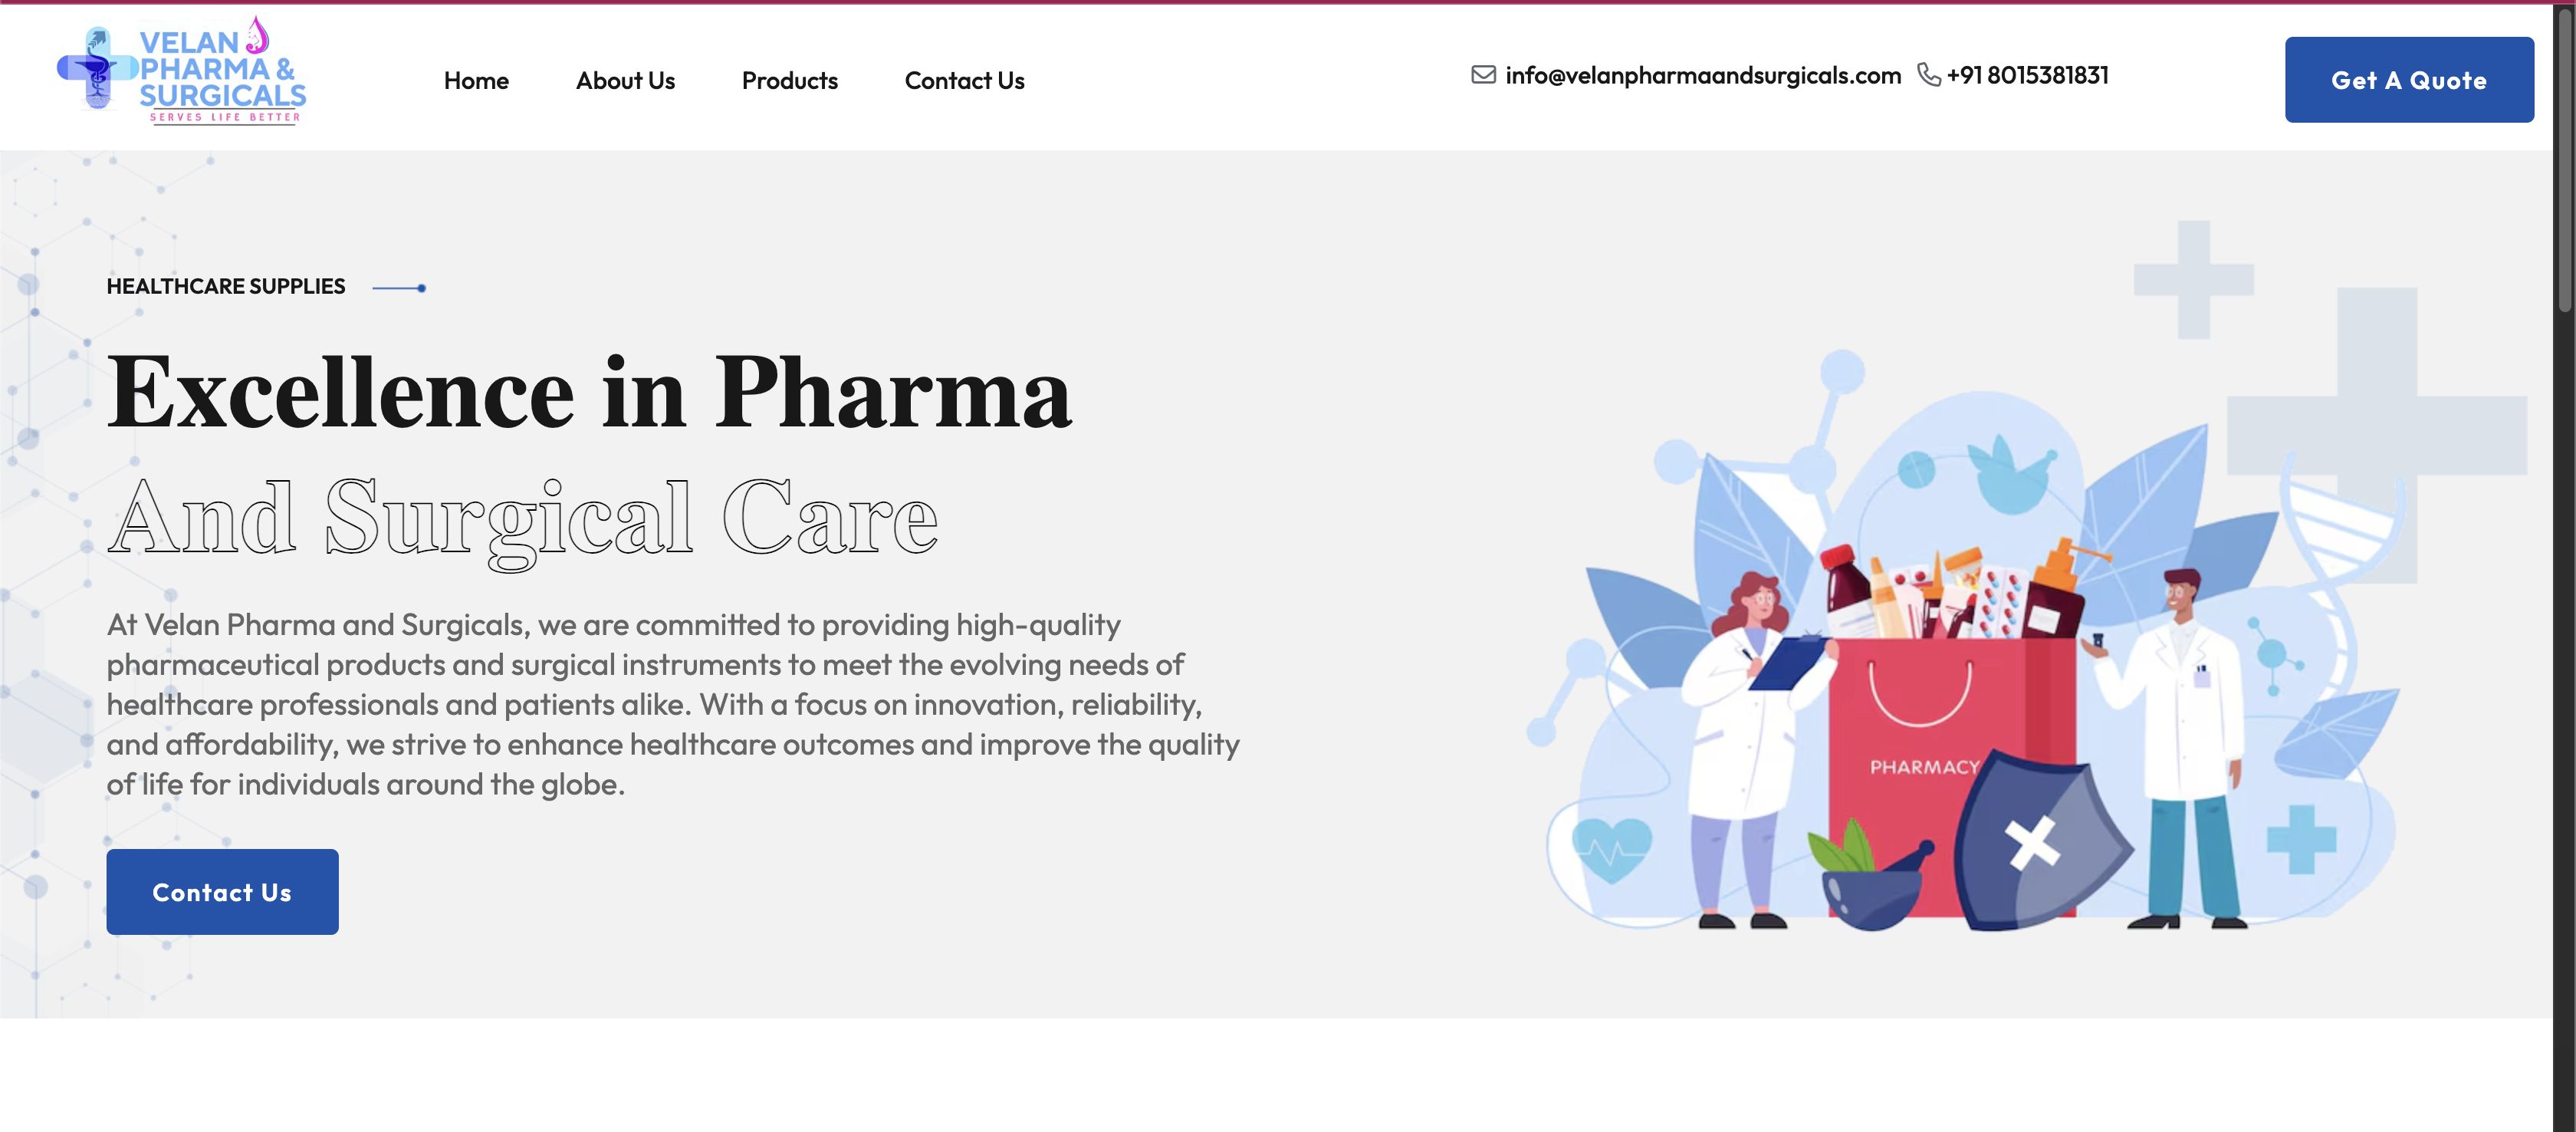 VELAN
PHARMA &
SURGICALS
SERVES LIFE BETTER
Home
About Us
Products
Contact Us
info@velanpharmaandsurgicals.com
+91 8015381831
Get A Quote
HEALTHCARE SUPPLIES
Excellence in Pharma
And Surgical Care
At Velan Pharma and Surgicals, we are committed to providing high-quality
pharmaceutical products and surgical instruments to meet the evolving needs of
healthcare professionals and patients alike. With a focus on innovation, reliability,
and affordability, we strive to enhance healthcare outcomes and improve the quality
of life for individuals around the globe.
Contact Us
PHARMACY